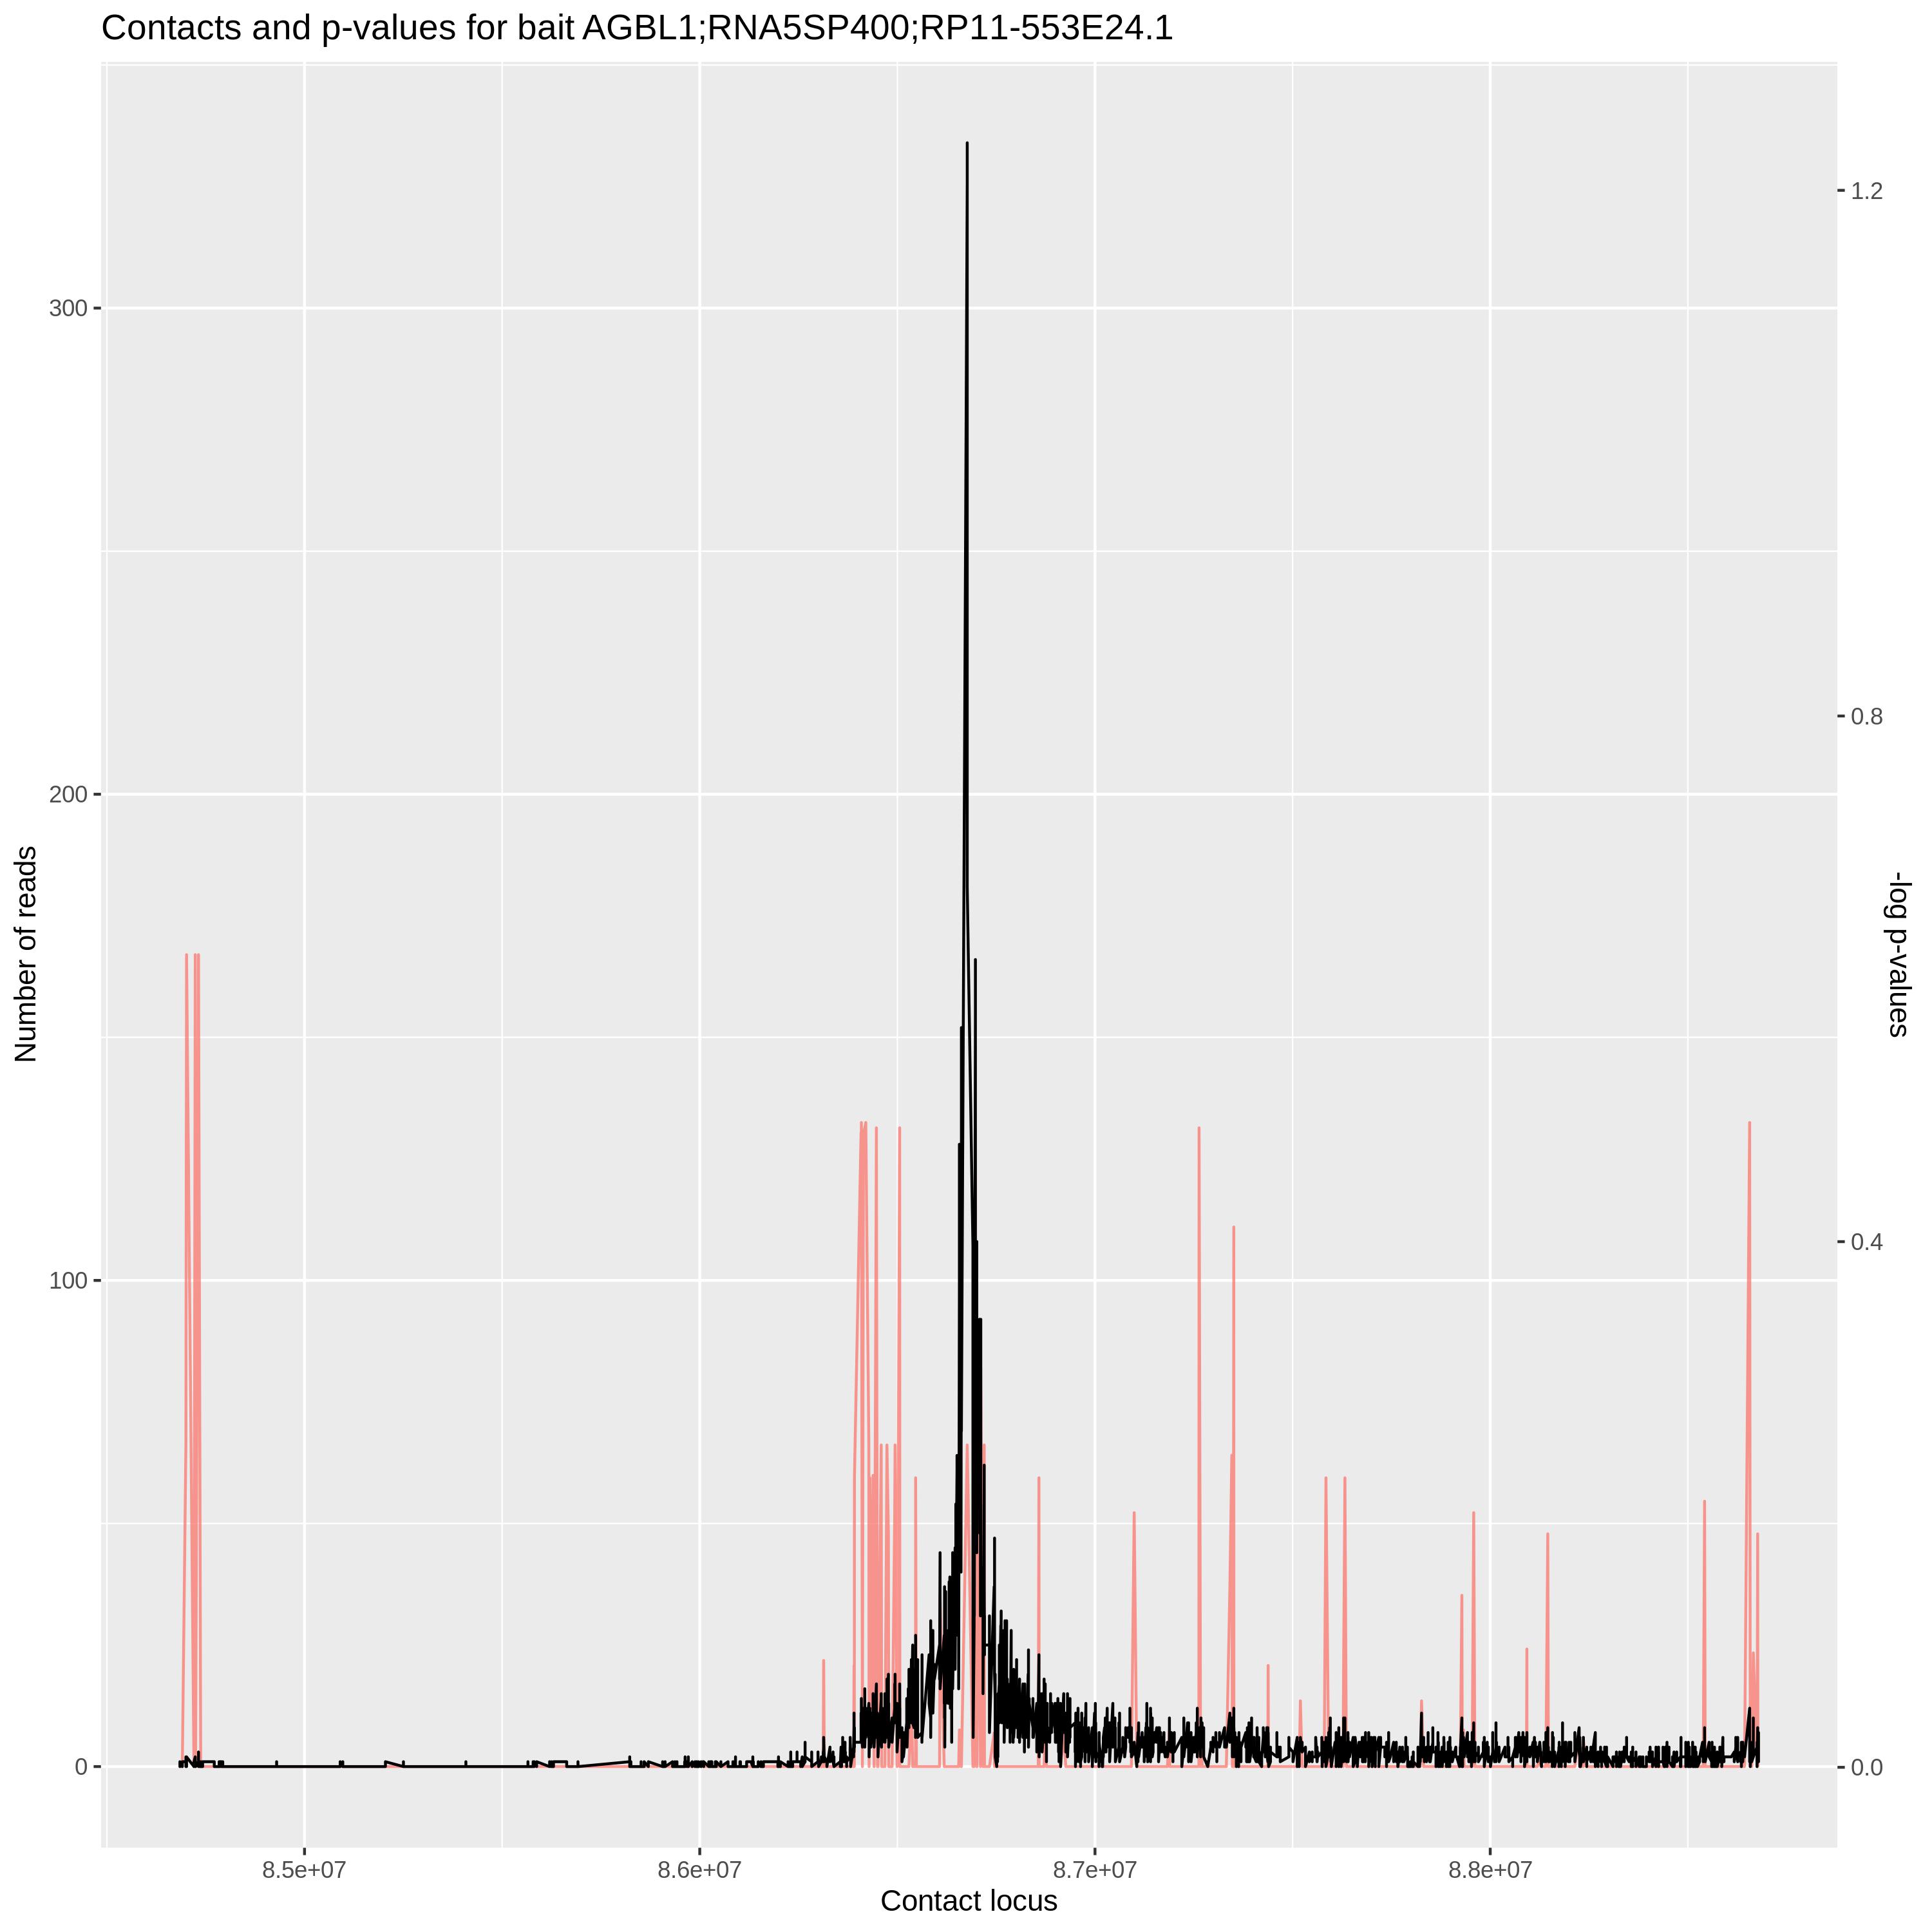 Contacts and p-values for bait AGBL1;RNA5SP400;RP11-553E24.1
300
200
100
0
Number of reads
1.2
0.8
0.4
0.0
-log p-values
8.5e+07 8.6e+07 8.7e+07 8.8e+07
Contact locus